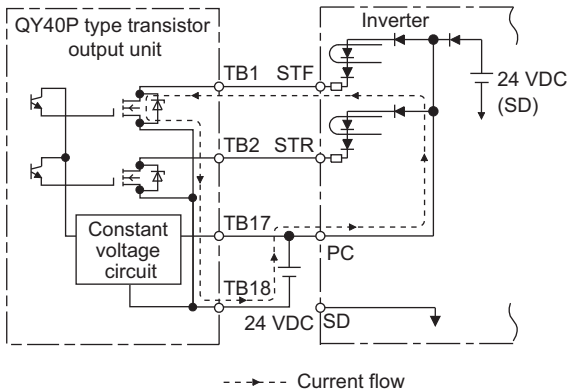 QY40P type transistor
output unit
Inverter
TB1
STF
24 VDC
(SD)
TB2
STR
TB17
Constant
voltage
circuit
PC
TB18
24 VDC
SD
Current flow